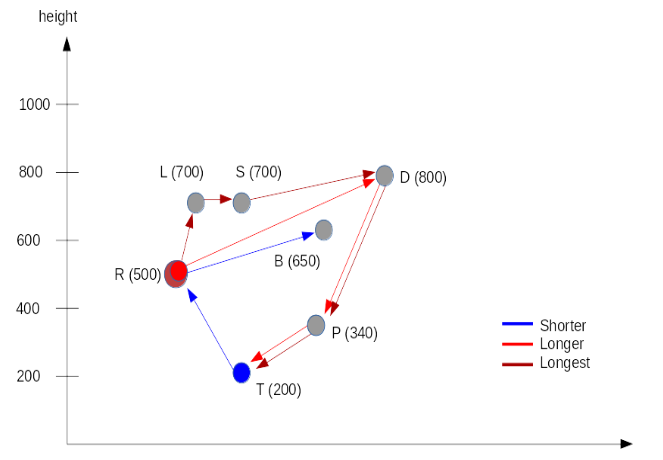 height
1000
800
600
400
200
L (700)
S (700)
D (800)
B (650)
R (500)
P (340)
T (200)
Shorter
Longer
Longest